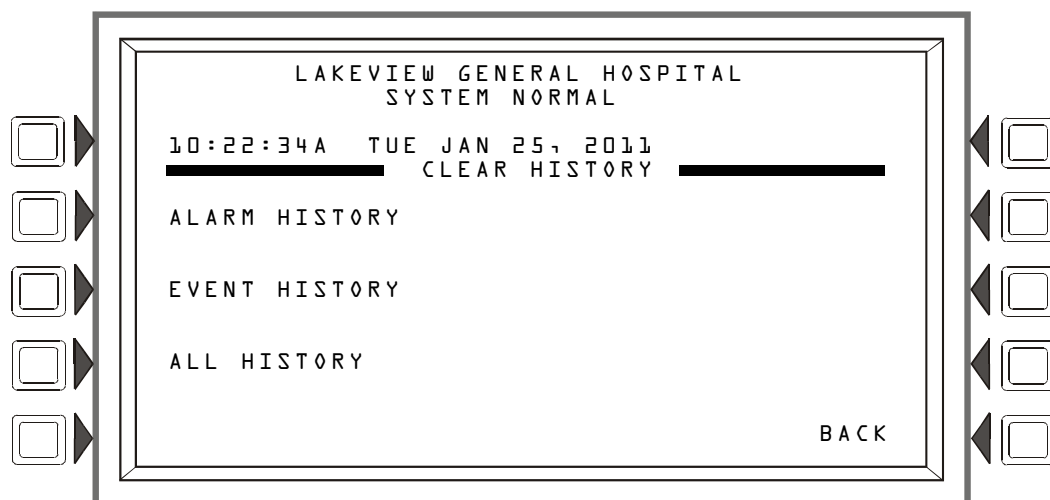 LAKEVIEW GENERAL HOSPITAL
SYSTEM NORMAL
10:22:34A TUE JAN 25, 2011
CLEAR HISTORY
ALARM HISTORY
EVENT HISTORY
ALL HISTORY
BACK